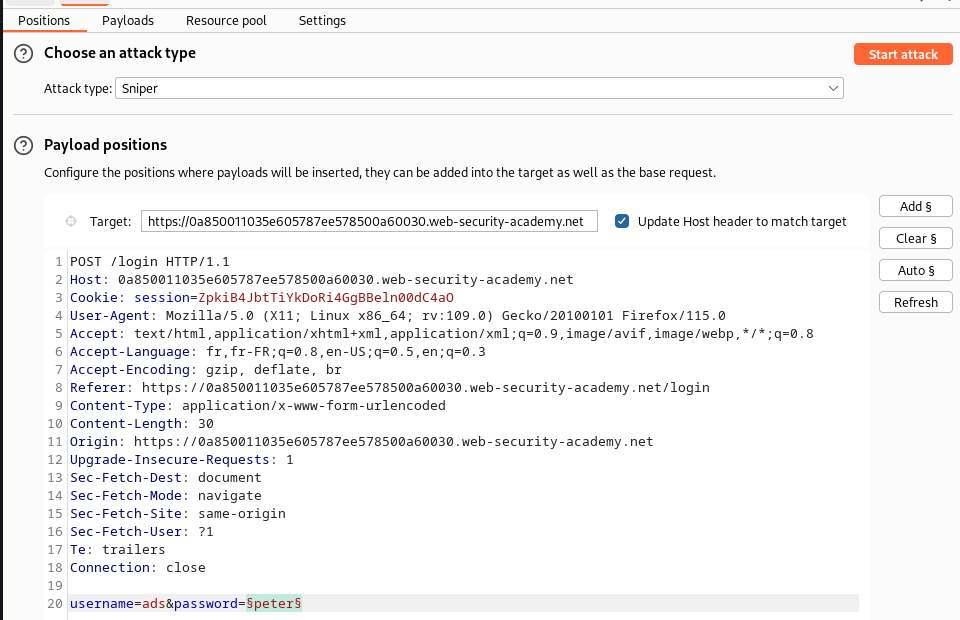 Positions Payloads Resource pool Settings
Choose an attack type
Start attack
Attack type: Sniper
Payload positions
Configure the positions where payloads will be inserted, they can be added into the target as well as the base request.
Target: https://0a850011035e605787ee578500a60030.web-security-academy.net Update Host header to match target
Add §
Clear §
Auto §
Refresh
1 POST /login HTTP/1.1
2 Host: 0a850011035e605787ee578500a60030.web-security-academy.net
3 Cookie: session=ZpkiB4JbtTiYkDoRi4GgBBeln00dC4aO
4 User-Agent: Mozilla/5.0 (X11; Linux x86_64; rv:109.0) Gecko/20100101 Firefox/115.0
5 Accept: text/html,application/xhtml+xml,application/xml;q=0.9,image/avif,image/webp,*/*;q=0.8
6 Accept-Language: fr,fr-FR;q=0.8,en-US;q=0.5,en;q=0.3
7 Accept-Encoding: gzip, deflate, br
8 Referer: https://0a850011035e605787ee578500a60030.web-security-academy.net/login
9 Content-Type: application/x-www-form-urlencoded
10 Content-Length: 30
11 Origin: https://0a850011035e605787ee578500a60030.web-security-academy.net
12 Upgrade-Insecure-Requests: 1
13 Sec-Fetch-Dest: document
14 Sec-Fetch-Mode: navigate
15 Sec-Fetch-Site: same-origin
16 Sec-Fetch-User: ?1
17 Te: trailers
18 Connection: close
19
20 username=ads&password=§peter§